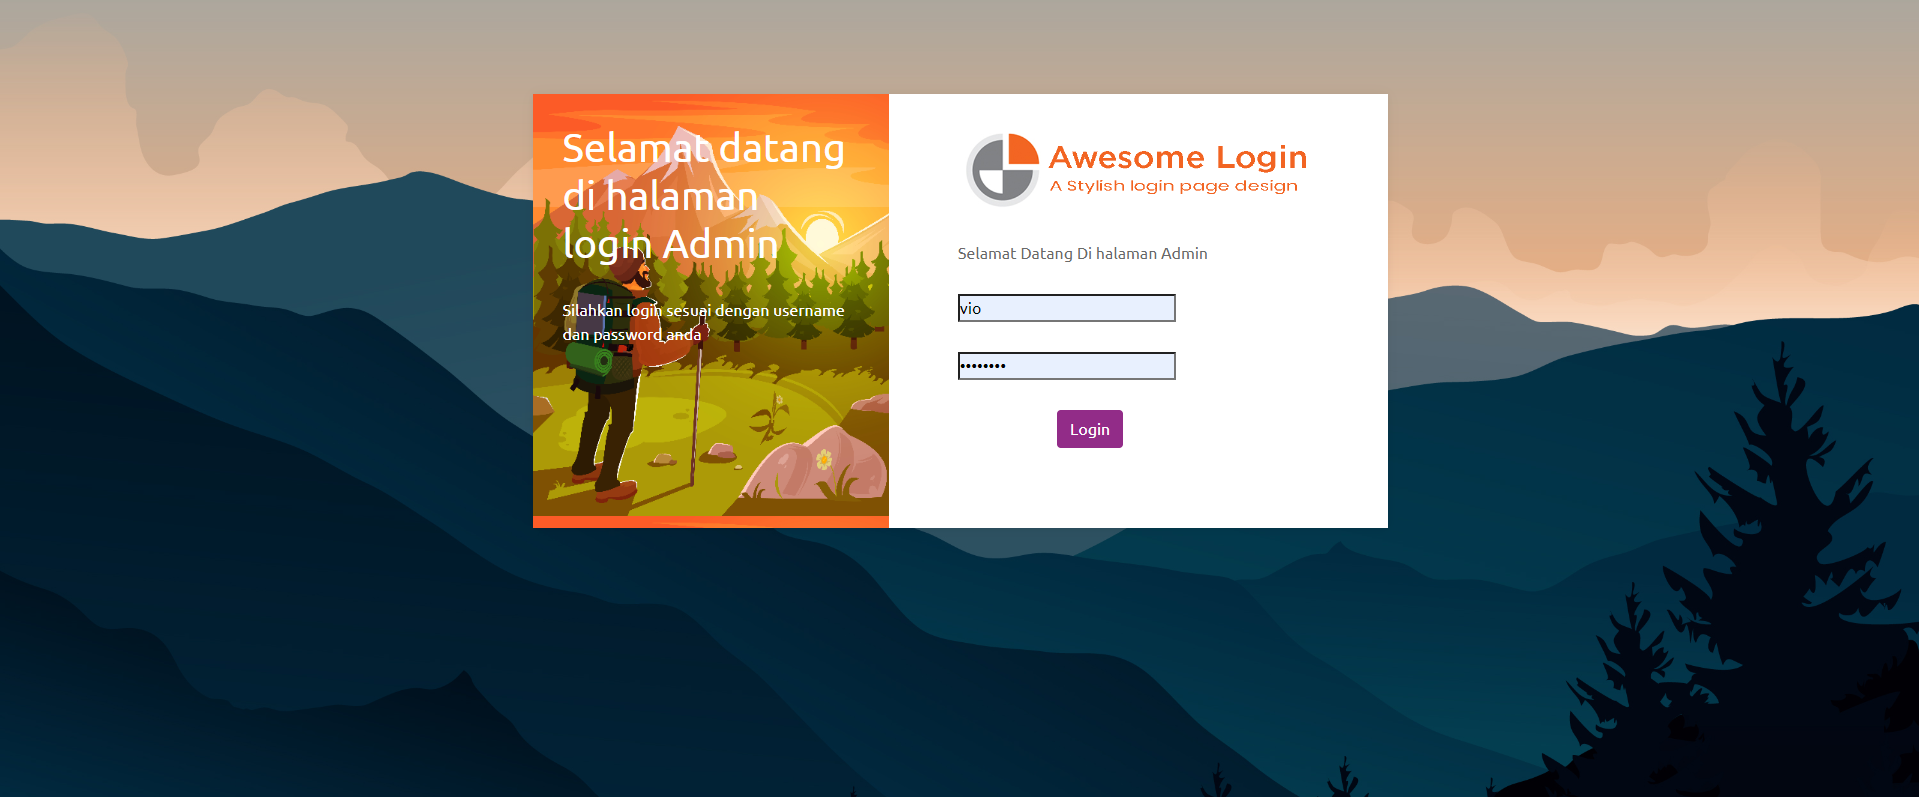 Selamat datang
di halaman
login Admin
Silahkan login sesuai dengan username
dan password anda
Awesome Login
A Stylish login page design
Selamat Datang Di halaman Admin
vio
••••••••
Login